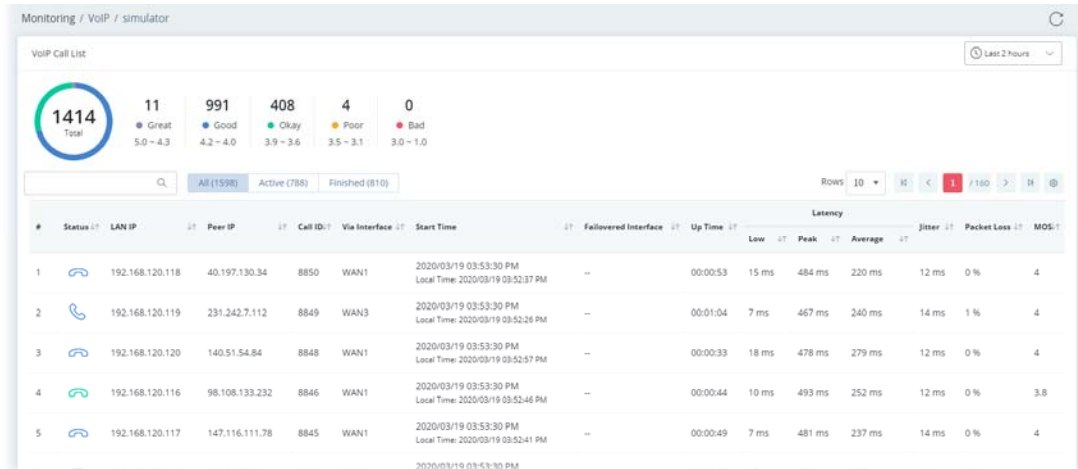 Monitoring / VoIP / simulator
VoIP Call List
Last 2 hours
1414
Total
11 991 408 4 0
Great Good Okay Poor Bad
5.0 ~ 4.3 4.2 ~ 4.0 3.9 ~ 3.6 3.5 ~ 3.1 3.0 ~ 1.0
All (1598) Active (788) Finished (810) Rows 10 1 / 160
Latency
# Status LAN IP Peer IP Call ID Via Interface Start Time Failovered Interface Up Time Jitter Packet Loss MOS
Low Peak Average
2020/03/19 03:53:30 PM
1 192.168.120.118 40.197.130.34 8850 WAN1 -- 00:00:53 15 ms 484 ms 220 ms 12 ms 0 % 4
Local Time: 2020/03/19 03:52:37 PM
2020/03/19 03:53:30 PM
2 192.168.120.119 231.242.7.112 8849 WAN3 -- 00:01:04 7 ms 467 ms 240 ms 14 ms 1 % 4
Local Time: 2020/03/19 03:52:26 PM
2020/03/19 03:53:30 PM
3 192.168.120.120 140.51.54.84 8848 WAN1 -- 00:00:33 18 ms 478 ms 279 ms 12 ms 0 % 4
Local Time: 2020/03/19 03:52:57 PM
2020/03/19 03:53:30 PM
4 192.168.120.116 98.108.133.232 8846 WAN1 -- 00:00:44 10 ms 493 ms 252 ms 12 ms 0 % 3.8
Local Time: 2020/03/19 03:52:46 PM
2020/03/19 03:53:30 PM
5 192.168.120.117 147.116.111.78 8845 WAN1 -- 00:00:49 7 ms 481 ms 237 ms 14 ms 0 % 4
Local Time: 2020/03/19 03:52:41 PM
2020/03/19 03:53:30 PM